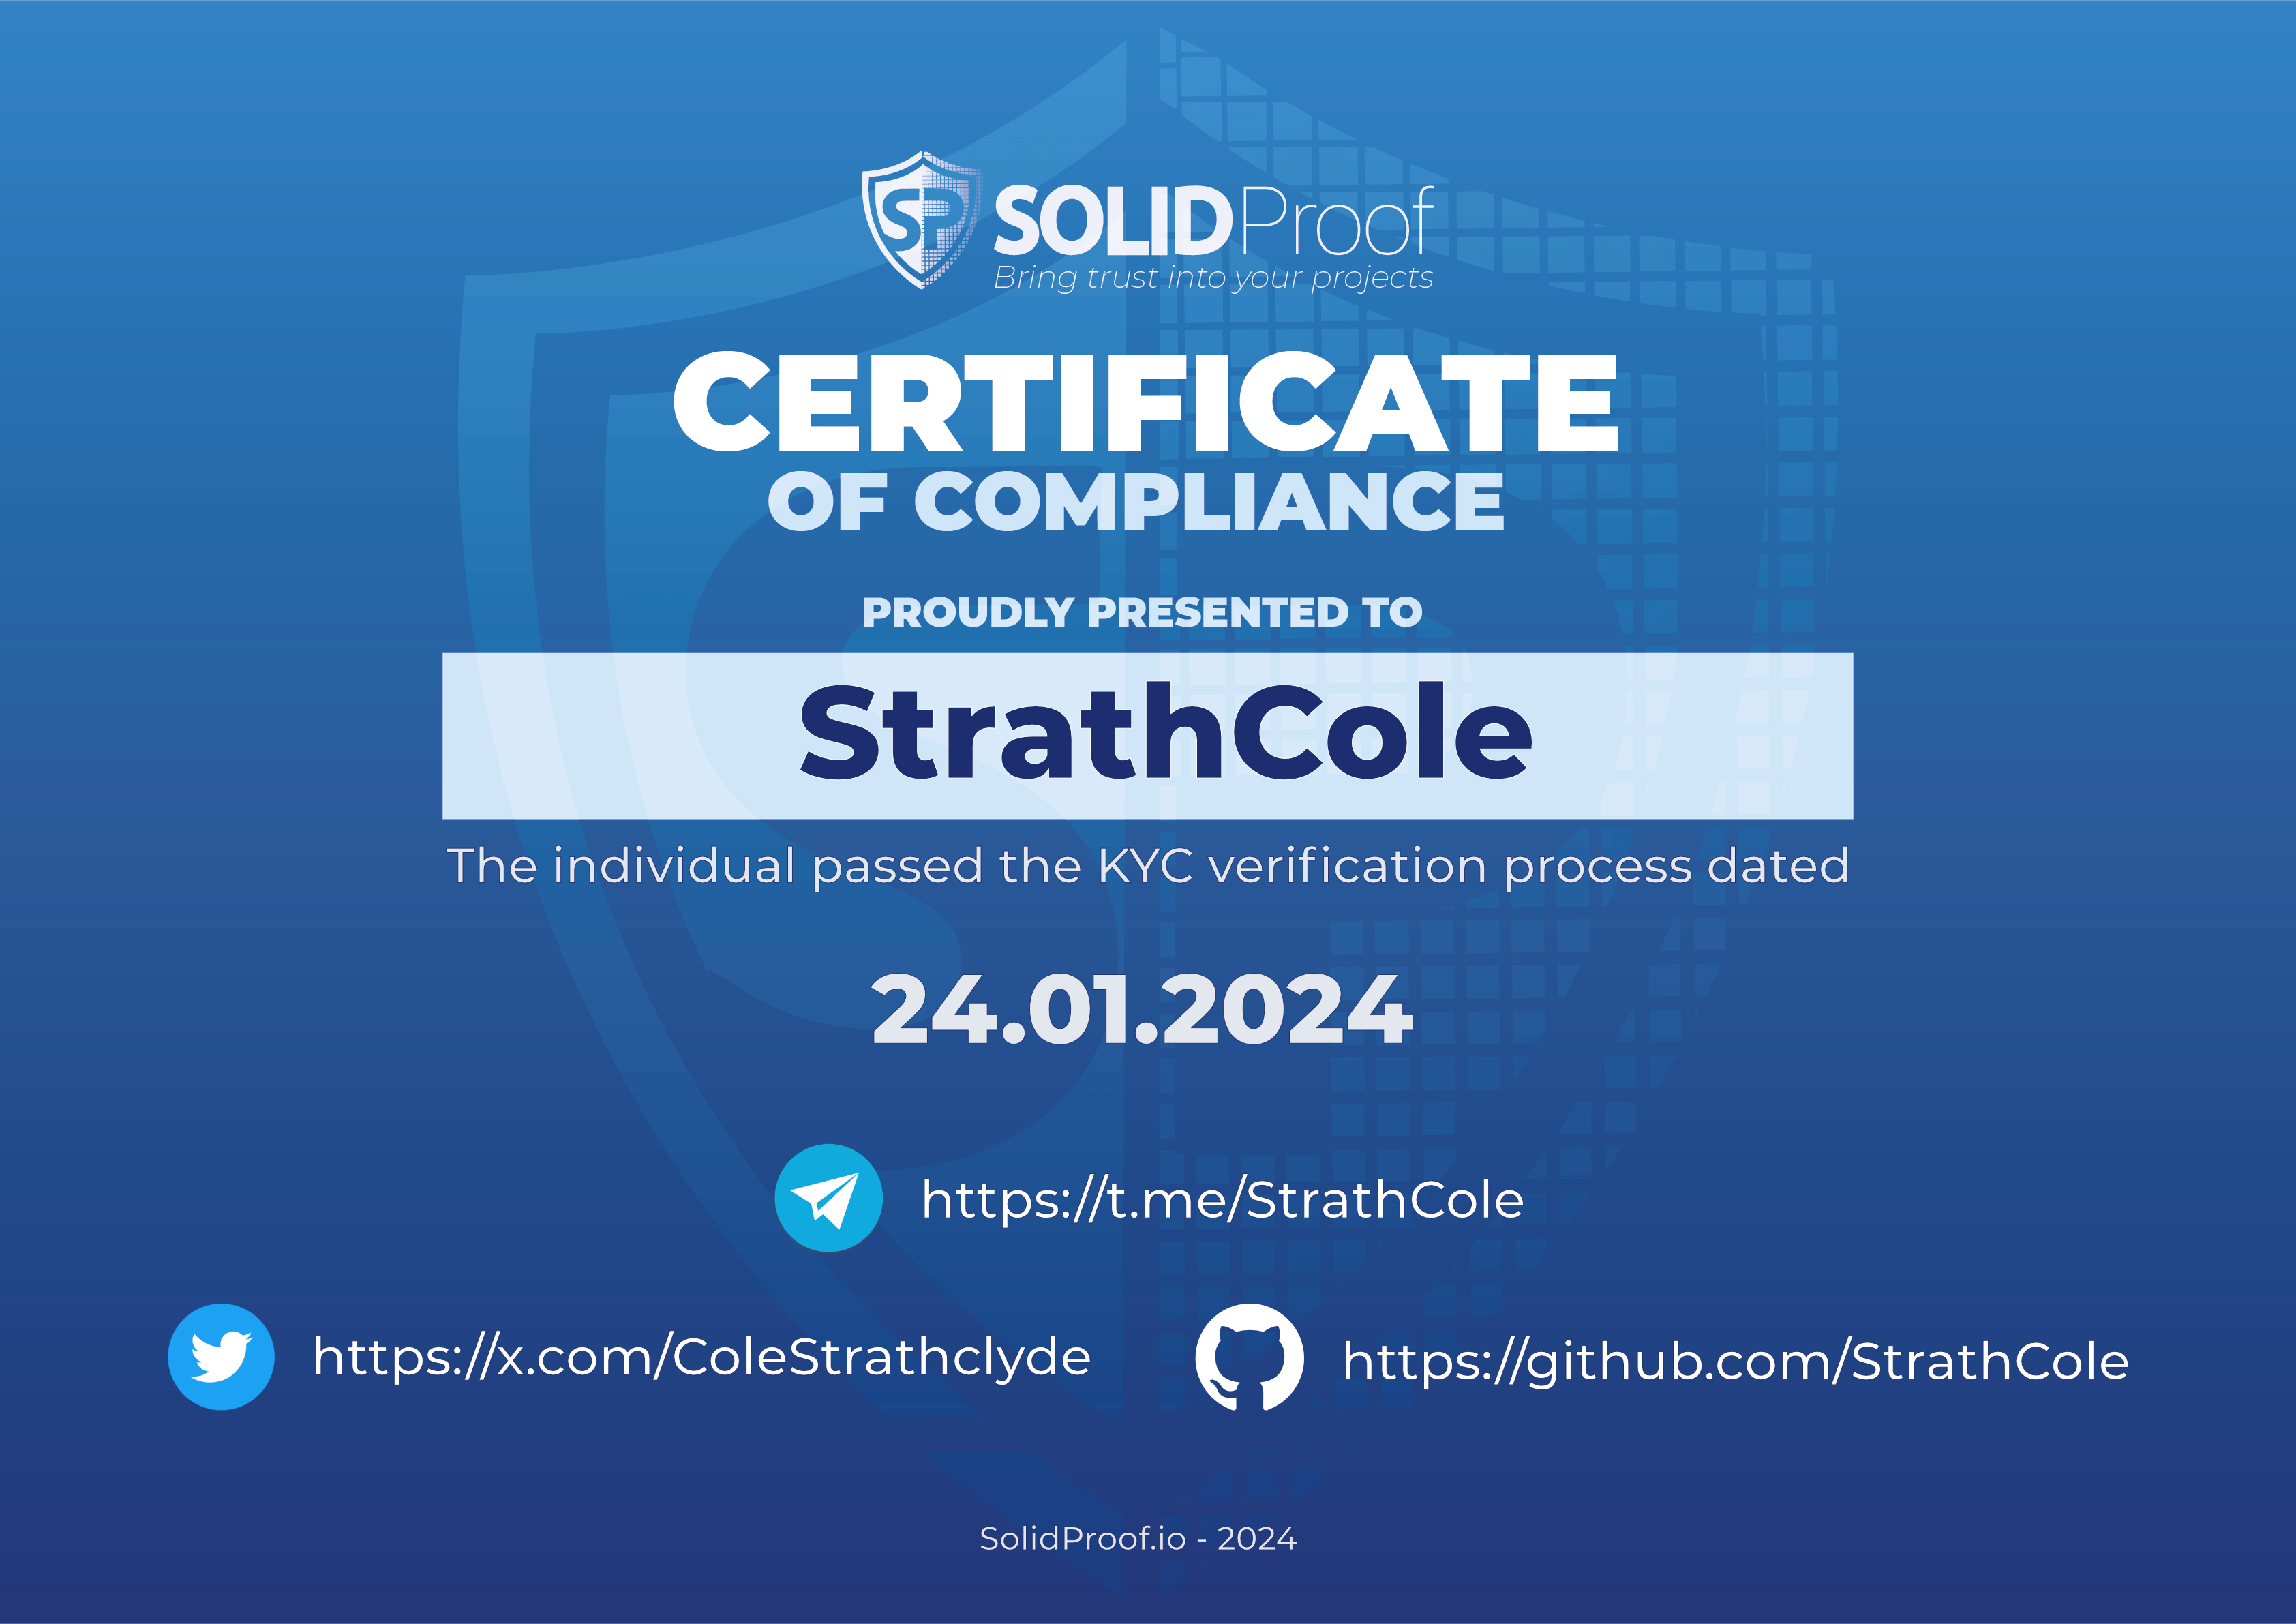 SP SOLIDProof
Bring trust into your projects
CERTIFICATE
OF COMPLIANCE
PROUDLY PRESENTED TO
StrathCole
The individual passed the KYC verification process dated
24.01.2024
https://t.me/StrathCole
https://x.com/ColeStrathclyde
https://github.com/StrathCole
SolidProof.io - 2024